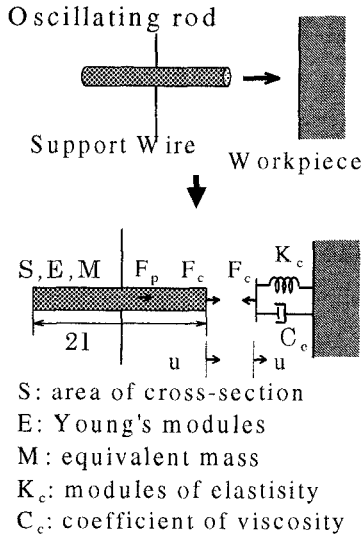 Oscillating rod
Support Wire
Workpiece
S,E,M
F_p
F_c
F_c
K_c
C_c
2l
u
u
S: area of cross-section
E: Young's modules
M: equivalent mass
K_c: modules of elastisity
C_c: coefficient of viscosity